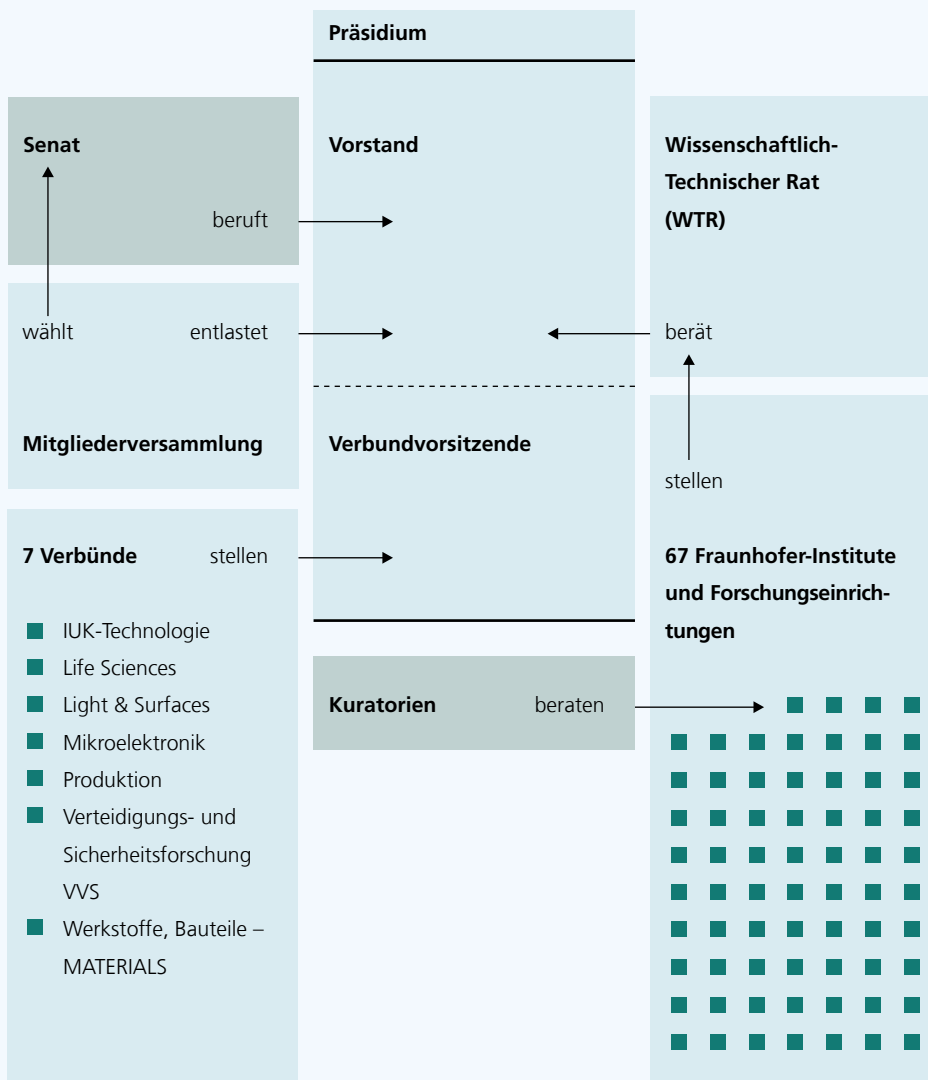 Präsidium
Senat
beruft
Vorstand
Wissenschaftlich-
Technischer Rat
(WTR)
wählt
entlastet
berät
Mitgliederversammlung
Verbundvorsitzende
stellen
7 Verbünde
stellen
67 Fraunhofer-Institute
und Forschungseinrich-
tungen
IUK-Technologie
Life Sciences
Light & Surfaces
Mikroelektronik
Produktion
Verteidigungs- und
Sicherheitsforschung
VVS
Werkstoffe, Bauteile –
MATERIALS
Kuratorien
beraten